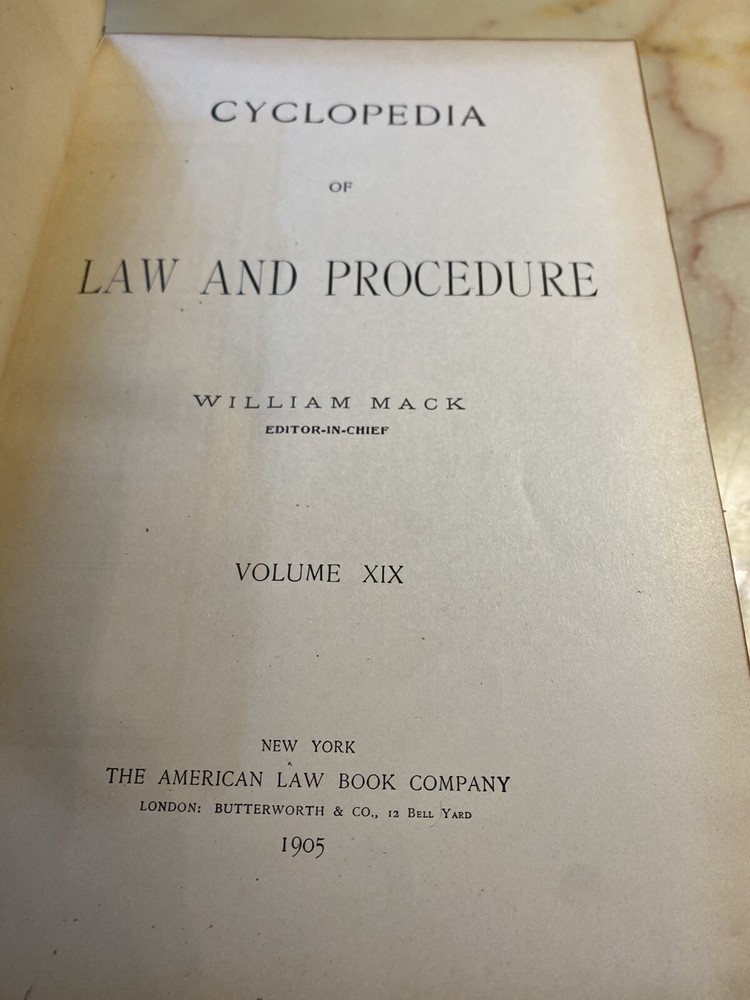 CYCLOPEDIA
OF
LAW AND PROCEDURE
WILLIAM MACK
EDITOR-IN-CHIEF
VOLUME XIX
NEW YORK
THE AMERICAN LAW BOOK COMPANY
LONDON: BUTTERWORTH & CO., 12 BELL YARD
1905